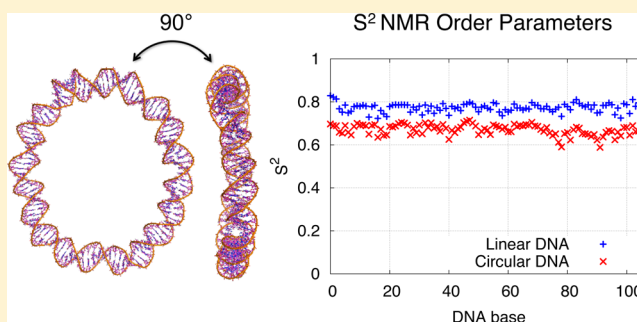 90°
S² NMR Order Parameters
1
0.8
0.6
0.4
0.2
0
S²
Linear DNA
Circular DNA
0 20 40 60 80 100
DNA base